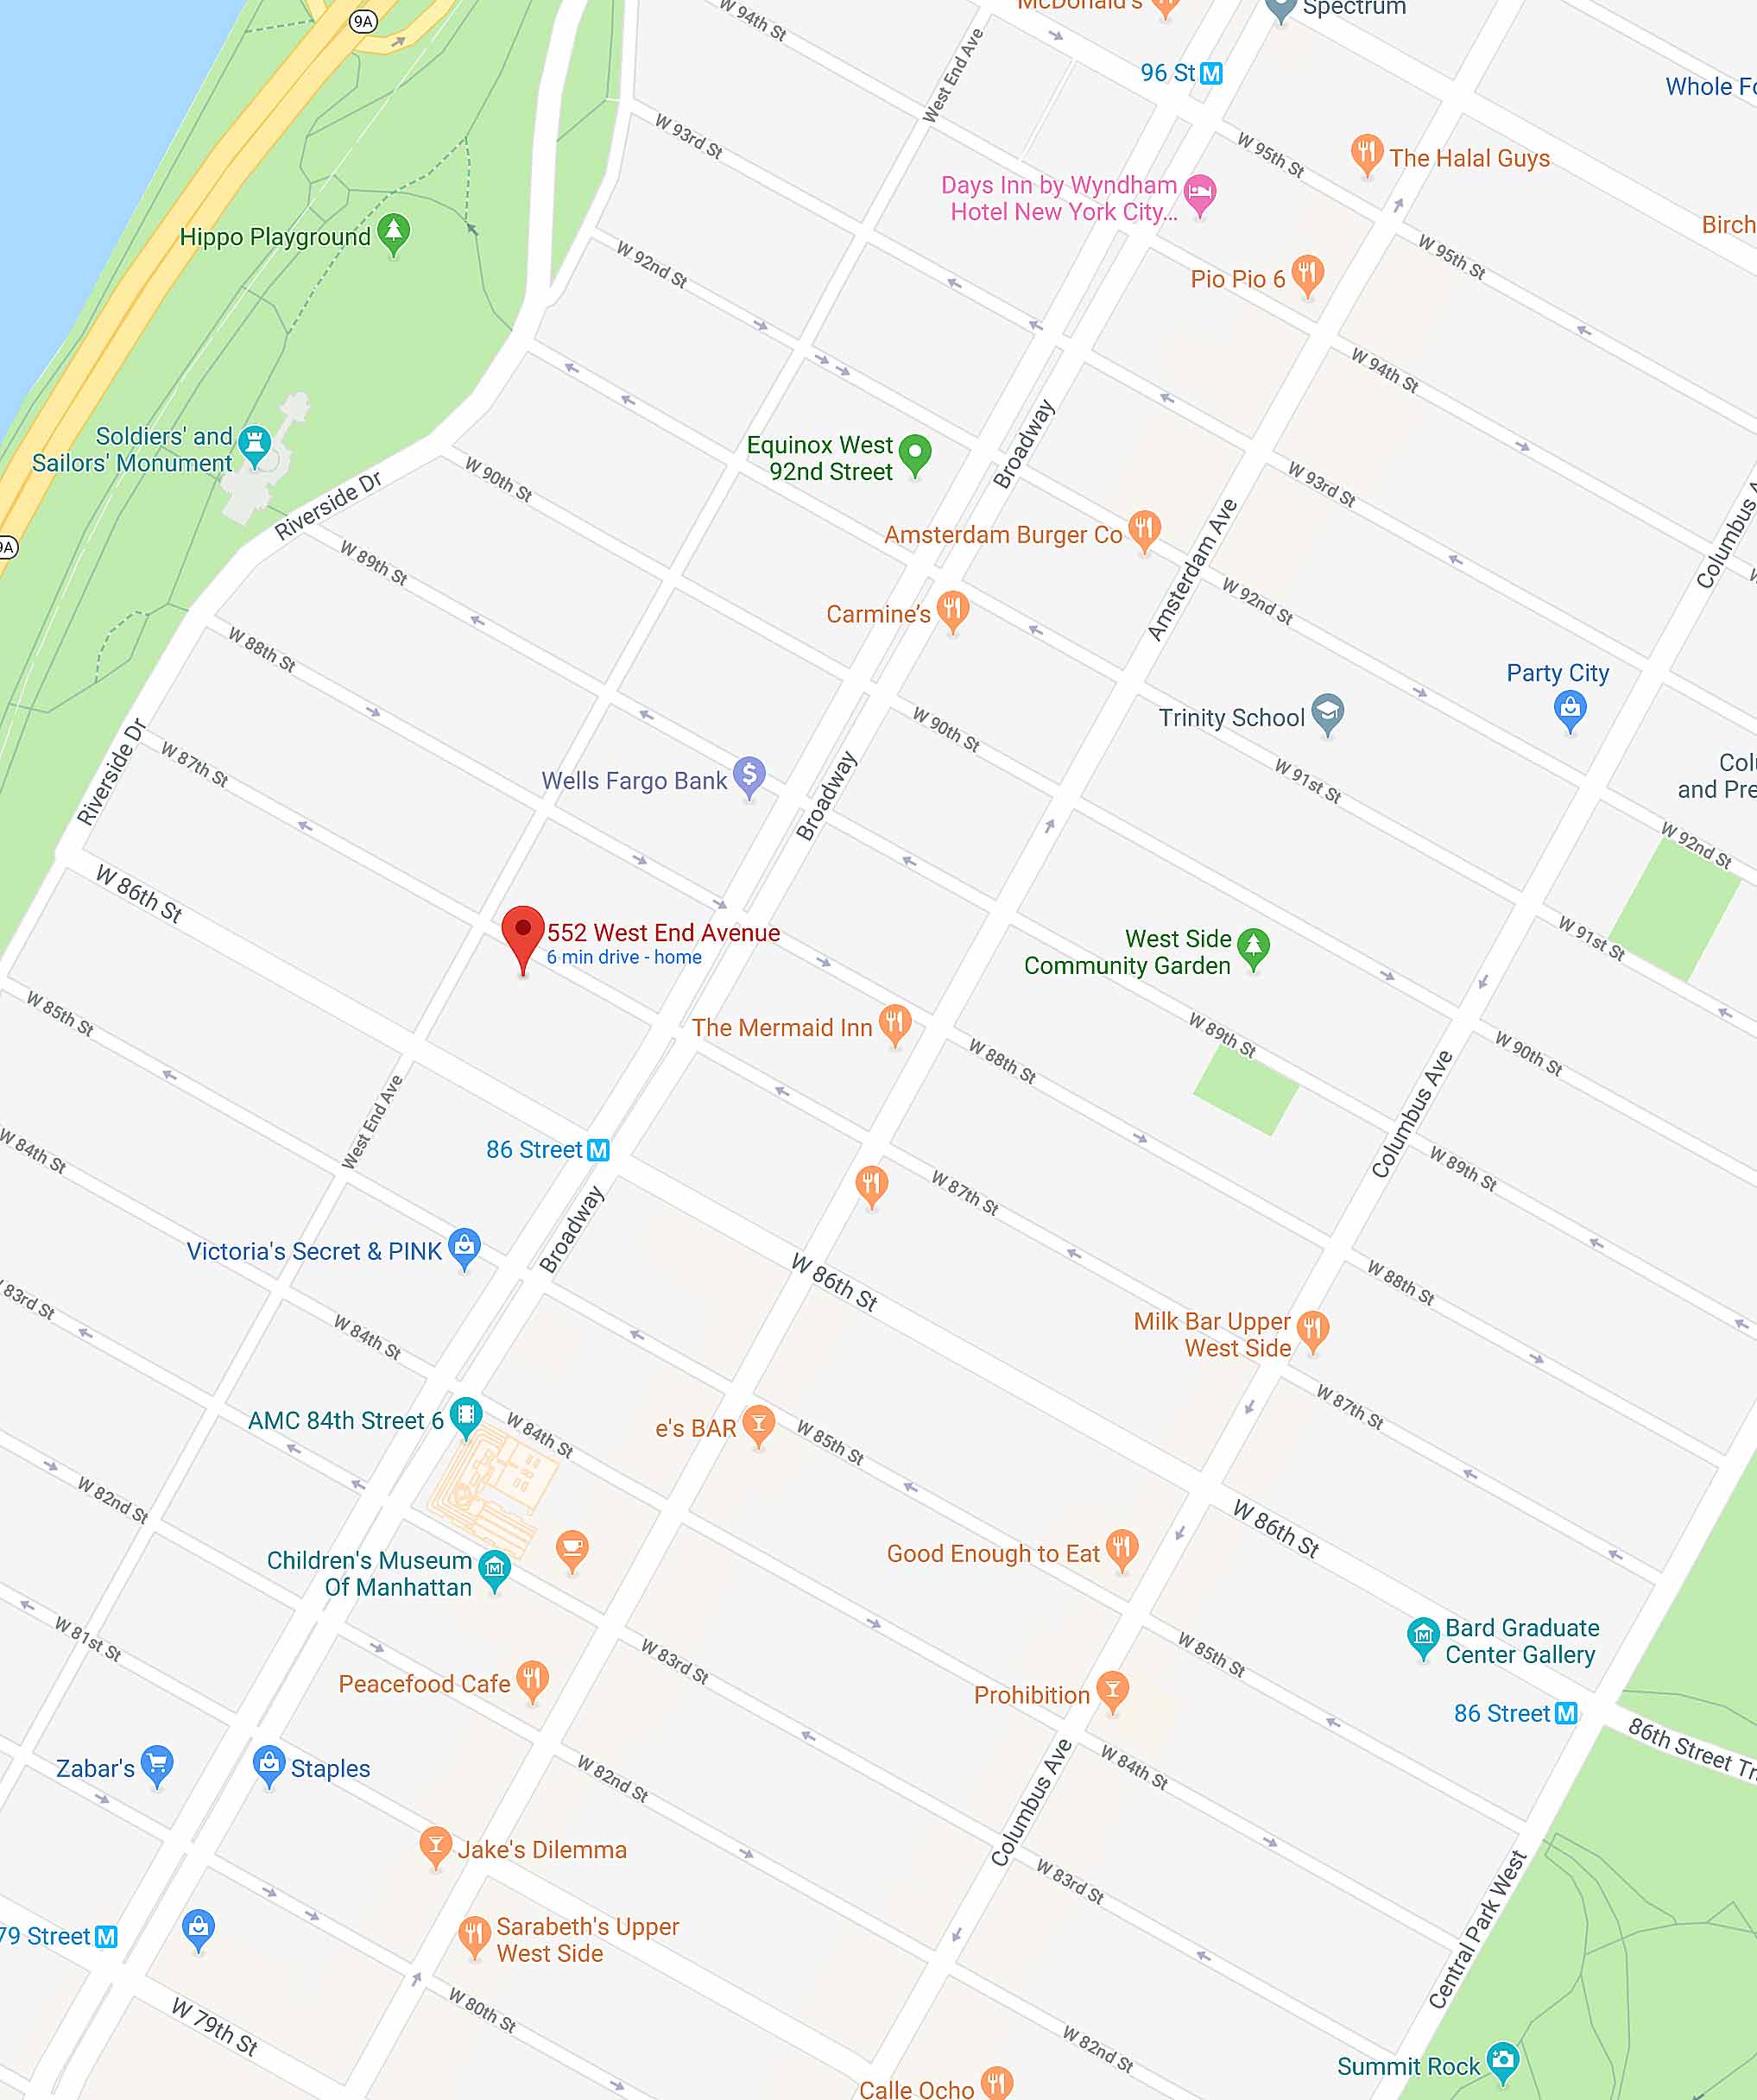 9A
McDonald's
Spectrum
W 94th St
West End Ave
96 St M
Whole Fo
W 93rd St
W 95th St
The Halal Guys
Days Inn by Wyndham
Hotel New York City...
Birch
Hippo Playground
W 92nd St
Pio Pio 6
W 95th St
W 94th St
Soldiers' and
Sailors' Monument
Equinox West
92nd Street
Broadway
W 90th St
W 93rd St
Riverside Dr
Amsterdam Burger Co
Amsterdam Ave
Columbus A
9A
W 89th St
W 92nd St
Carmine's
W 88th St
Party City
Trinity School
W 90th St
Riverside Dr
W 87th St
Wells Fargo Bank
Broadway
W 91st St
Col
and Pre
W 92nd St
W 86th St
552 West End Avenue
6 min drive - home
West Side
Community Garden
W 91st St
W 85th St
The Mermaid Inn
W 89th St
W 88th St
W 90th St
West End Ave
Columbus Ave
W 84th St
86 Street M
W 89th St
W 87th St
Broadway
Victoria's Secret & PINK
W 86th St
W 88th St
83rd St
W 84th St
Milk Bar Upper
West Side
AMC 84th Street 6
W 84th St
e's BAR
W 85th St
W 87th St
W 82nd St
W 86th St
Children's Museum
Of Manhattan
Good Enough to Eat
W 81st St
W 83rd St
W 85th St
Bard Graduate
Center Gallery
Peacefood Cafe
Prohibition
86 Street M
86th Street Tr
Zabar's
Staples
W 82nd St
Columbus Ave
W 84th St
Jake's Dilemma
W 83rd St
Central Park West
79 Street M
Sarabeth's Upper
West Side
W 79th St
W 80th St
W 82nd St
Summit Rock
Calle Ocho